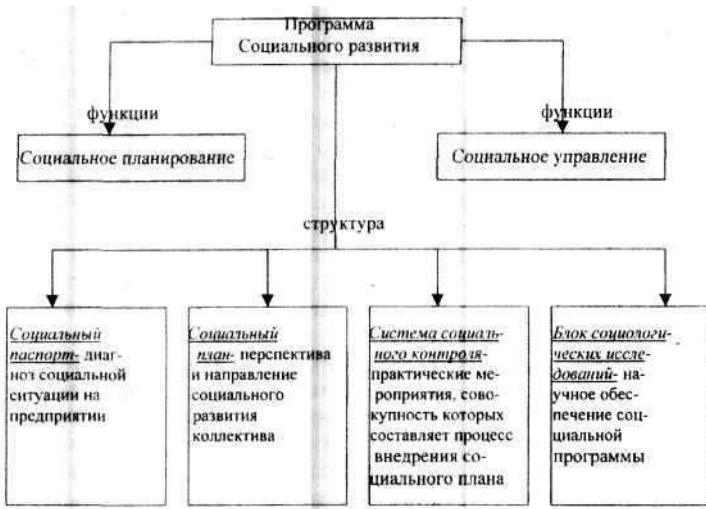 Программа
Социального развития
функции
функции
Социальное планирование
Социальное управление
структура
Социальный
паспорт- диаг-
ноз социальной
ситуации на
предприятии
Социальный
план- перспектива
и направление
социального
развития
коллектива
Система социаль-
ного контроля-
практические ме-
роприятия, сово-
купность которых
составляет процесс
внедрения со-
циального плана
Блок социологи-
ческих иссле-
дований- на-
учное обес-
печение соц-
циальной
программы